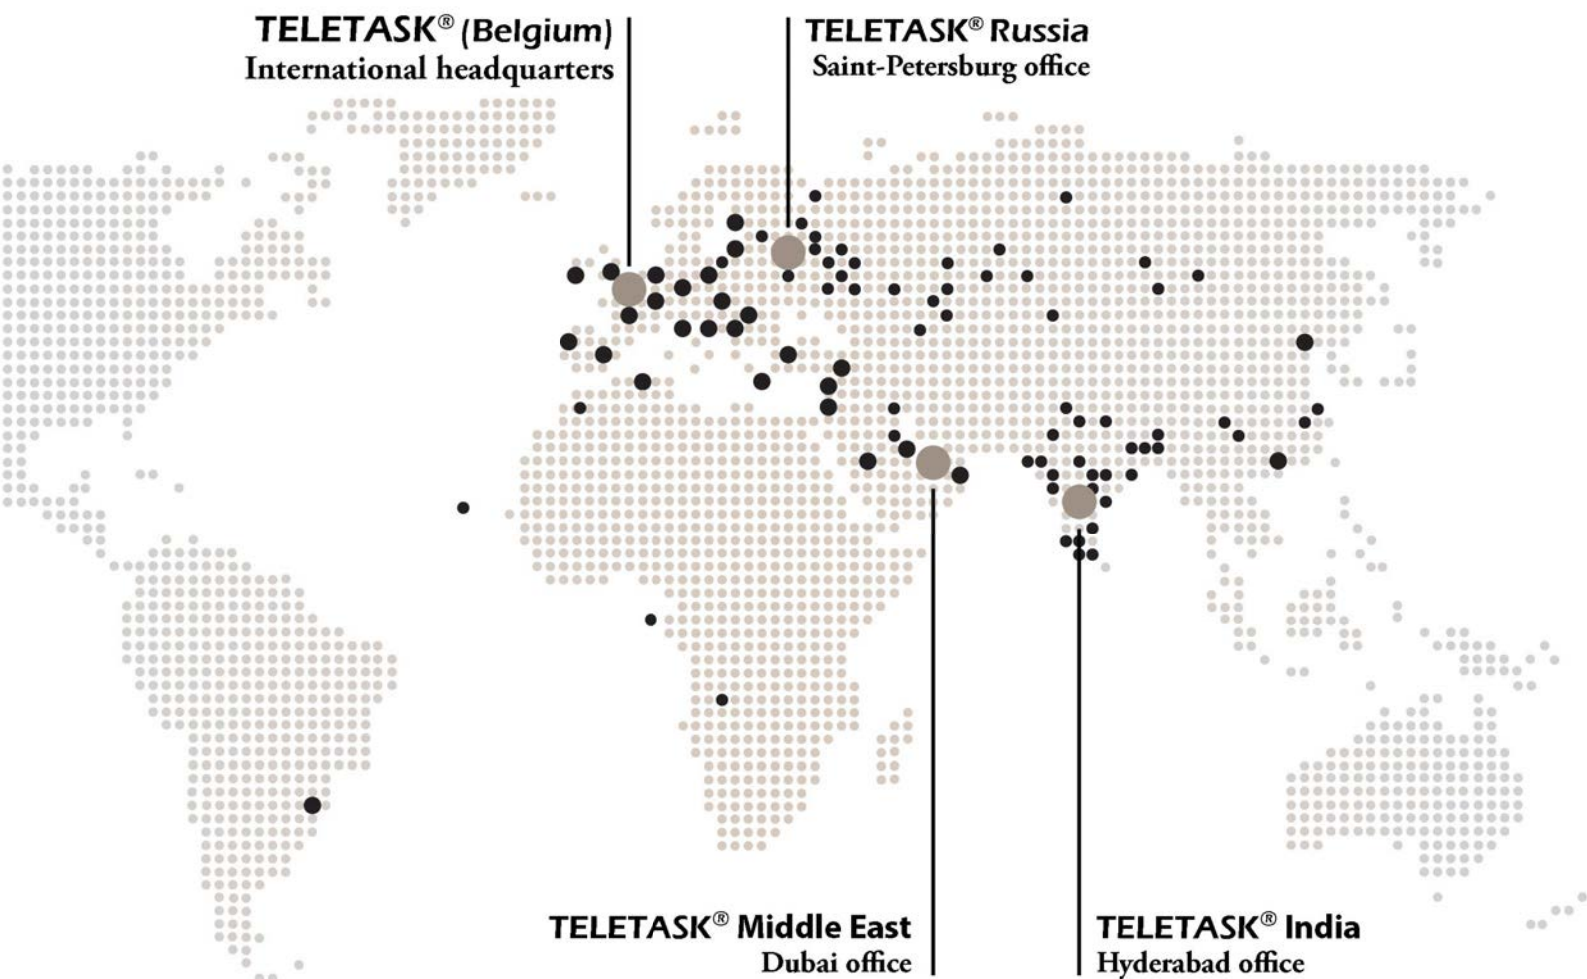 TELETASK® (Belgium)
International headquarters
TELETASK® Russia
Saint-Petersburg office
TELETASK® Middle East
Dubai office
TELETASK® India
Hyderabad office